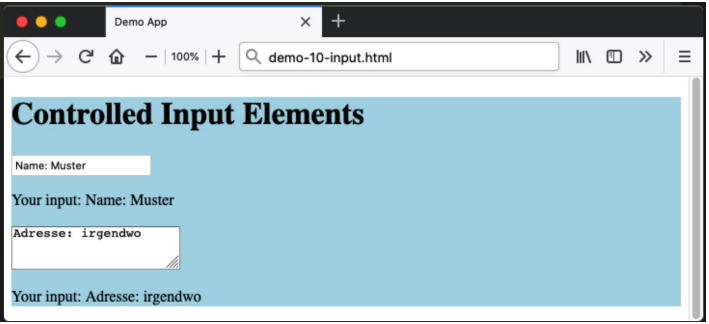 Demo App
100%
demo-10-input.html
Controlled Input Elements
Name: Muster
Your input: Name: Muster
Adresse: irgendwo
Your input: Adresse: irgendwo